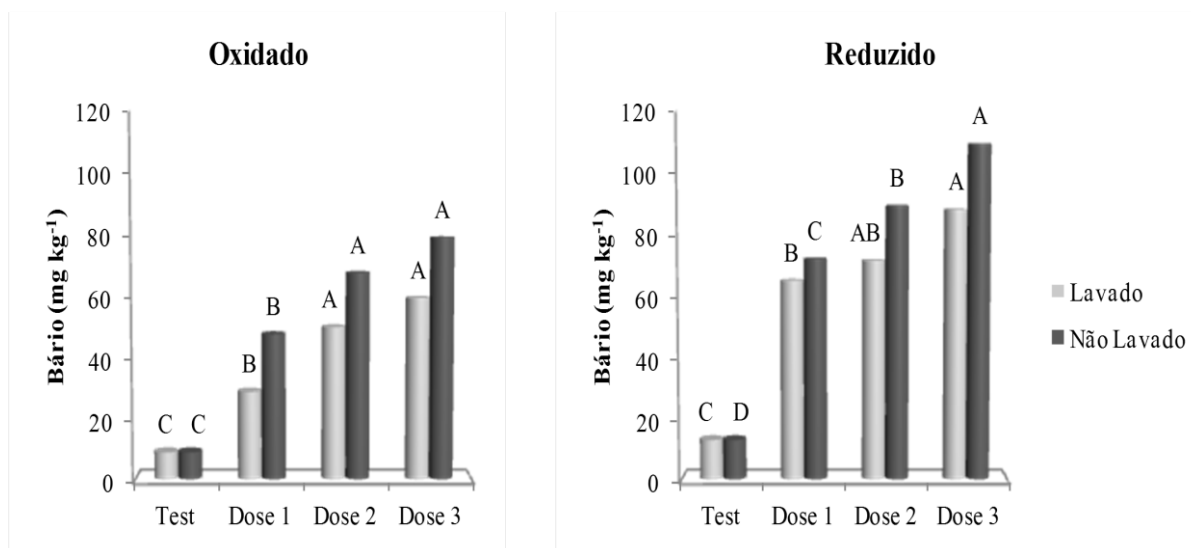 Oxidado
Bário (mg kg⁻¹)
120
100
80
60
40
20
0
C C
B B
A A
A A
Test Dose 1 Dose 2 Dose 3
Reduzido
Bário (mg kg⁻¹)
120
100
80
60
40
20
0
C D
B C
AB B
A A
Test Dose 1 Dose 2 Dose 3
Lavado
Não Lavado